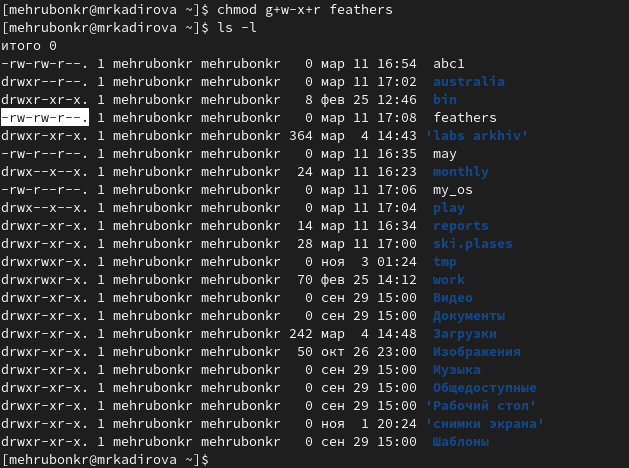 [mehrubonkr@mrkadirova ~]$ chmod g+w-x+r feathers
[mehrubonkr@mrkadirova ~]$ ls -l
итого 0
-rw-rw-r--. 1 mehrubonkr mehrubonkr   0 мар 11 16:54  abc1
drwxr--r--. 1 mehrubonkr mehrubonkr   0 мар 11 17:02  australia
drwxr-xr-x. 1 mehrubonkr mehrubonkr   8 фев 25 12:46  bin
-rw-rw-r--. 1 mehrubonkr mehrubonkr   0 мар 11 17:08  feathers
drwxr-xr-x. 1 mehrubonkr mehrubonkr 364 мар  4 14:43 'labs arkhiv'
-rw-r--r--. 1 mehrubonkr mehrubonkr   0 мар 11 16:35  may
drwx--x--x. 1 mehrubonkr mehrubonkr  24 мар 11 16:23  monthly
-rw-r--r--. 1 mehrubonkr mehrubonkr   0 мар 11 17:06  my_os
drwx--x--x. 1 mehrubonkr mehrubonkr   0 мар 11 17:04  play
drwxr-xr-x. 1 mehrubonkr mehrubonkr  14 мар 11 16:34  reports
drwxr-xr-x. 1 mehrubonkr mehrubonkr  28 мар 11 17:00  ski.plases
drwxrwxr-x. 1 mehrubonkr mehrubonkr   0 ноя  3 01:24  tmp
drwxrwxr-x. 1 mehrubonkr mehrubonkr  70 фев 25 14:12  work
drwxr-xr-x. 1 mehrubonkr mehrubonkr   0 сен 29 15:00  Видео
drwxr-xr-x. 1 mehrubonkr mehrubonkr   0 сен 29 15:00  Документы
drwxr-xr-x. 1 mehrubonkr mehrubonkr 242 мар  4 14:48  Загрузки
drwxr-xr-x. 1 mehrubonkr mehrubonkr  50 окт 26 23:00  Изображения
drwxr-xr-x. 1 mehrubonkr mehrubonkr   0 сен 29 15:00  Музыка
drwxr-xr-x. 1 mehrubonkr mehrubonkr   0 сен 29 15:00  Общедоступные
drwxr-xr-x. 1 mehrubonkr mehrubonkr   0 сен 29 15:00 'Рабочий стол'
drwxr-xr-x. 1 mehrubonkr mehrubonkr   0 ноя  1 20:24 'снимки экрана'
drwxr-xr-x. 1 mehrubonkr mehrubonkr   0 сен 29 15:00  Шаблоны
[mehrubonkr@mrkadirova ~]$